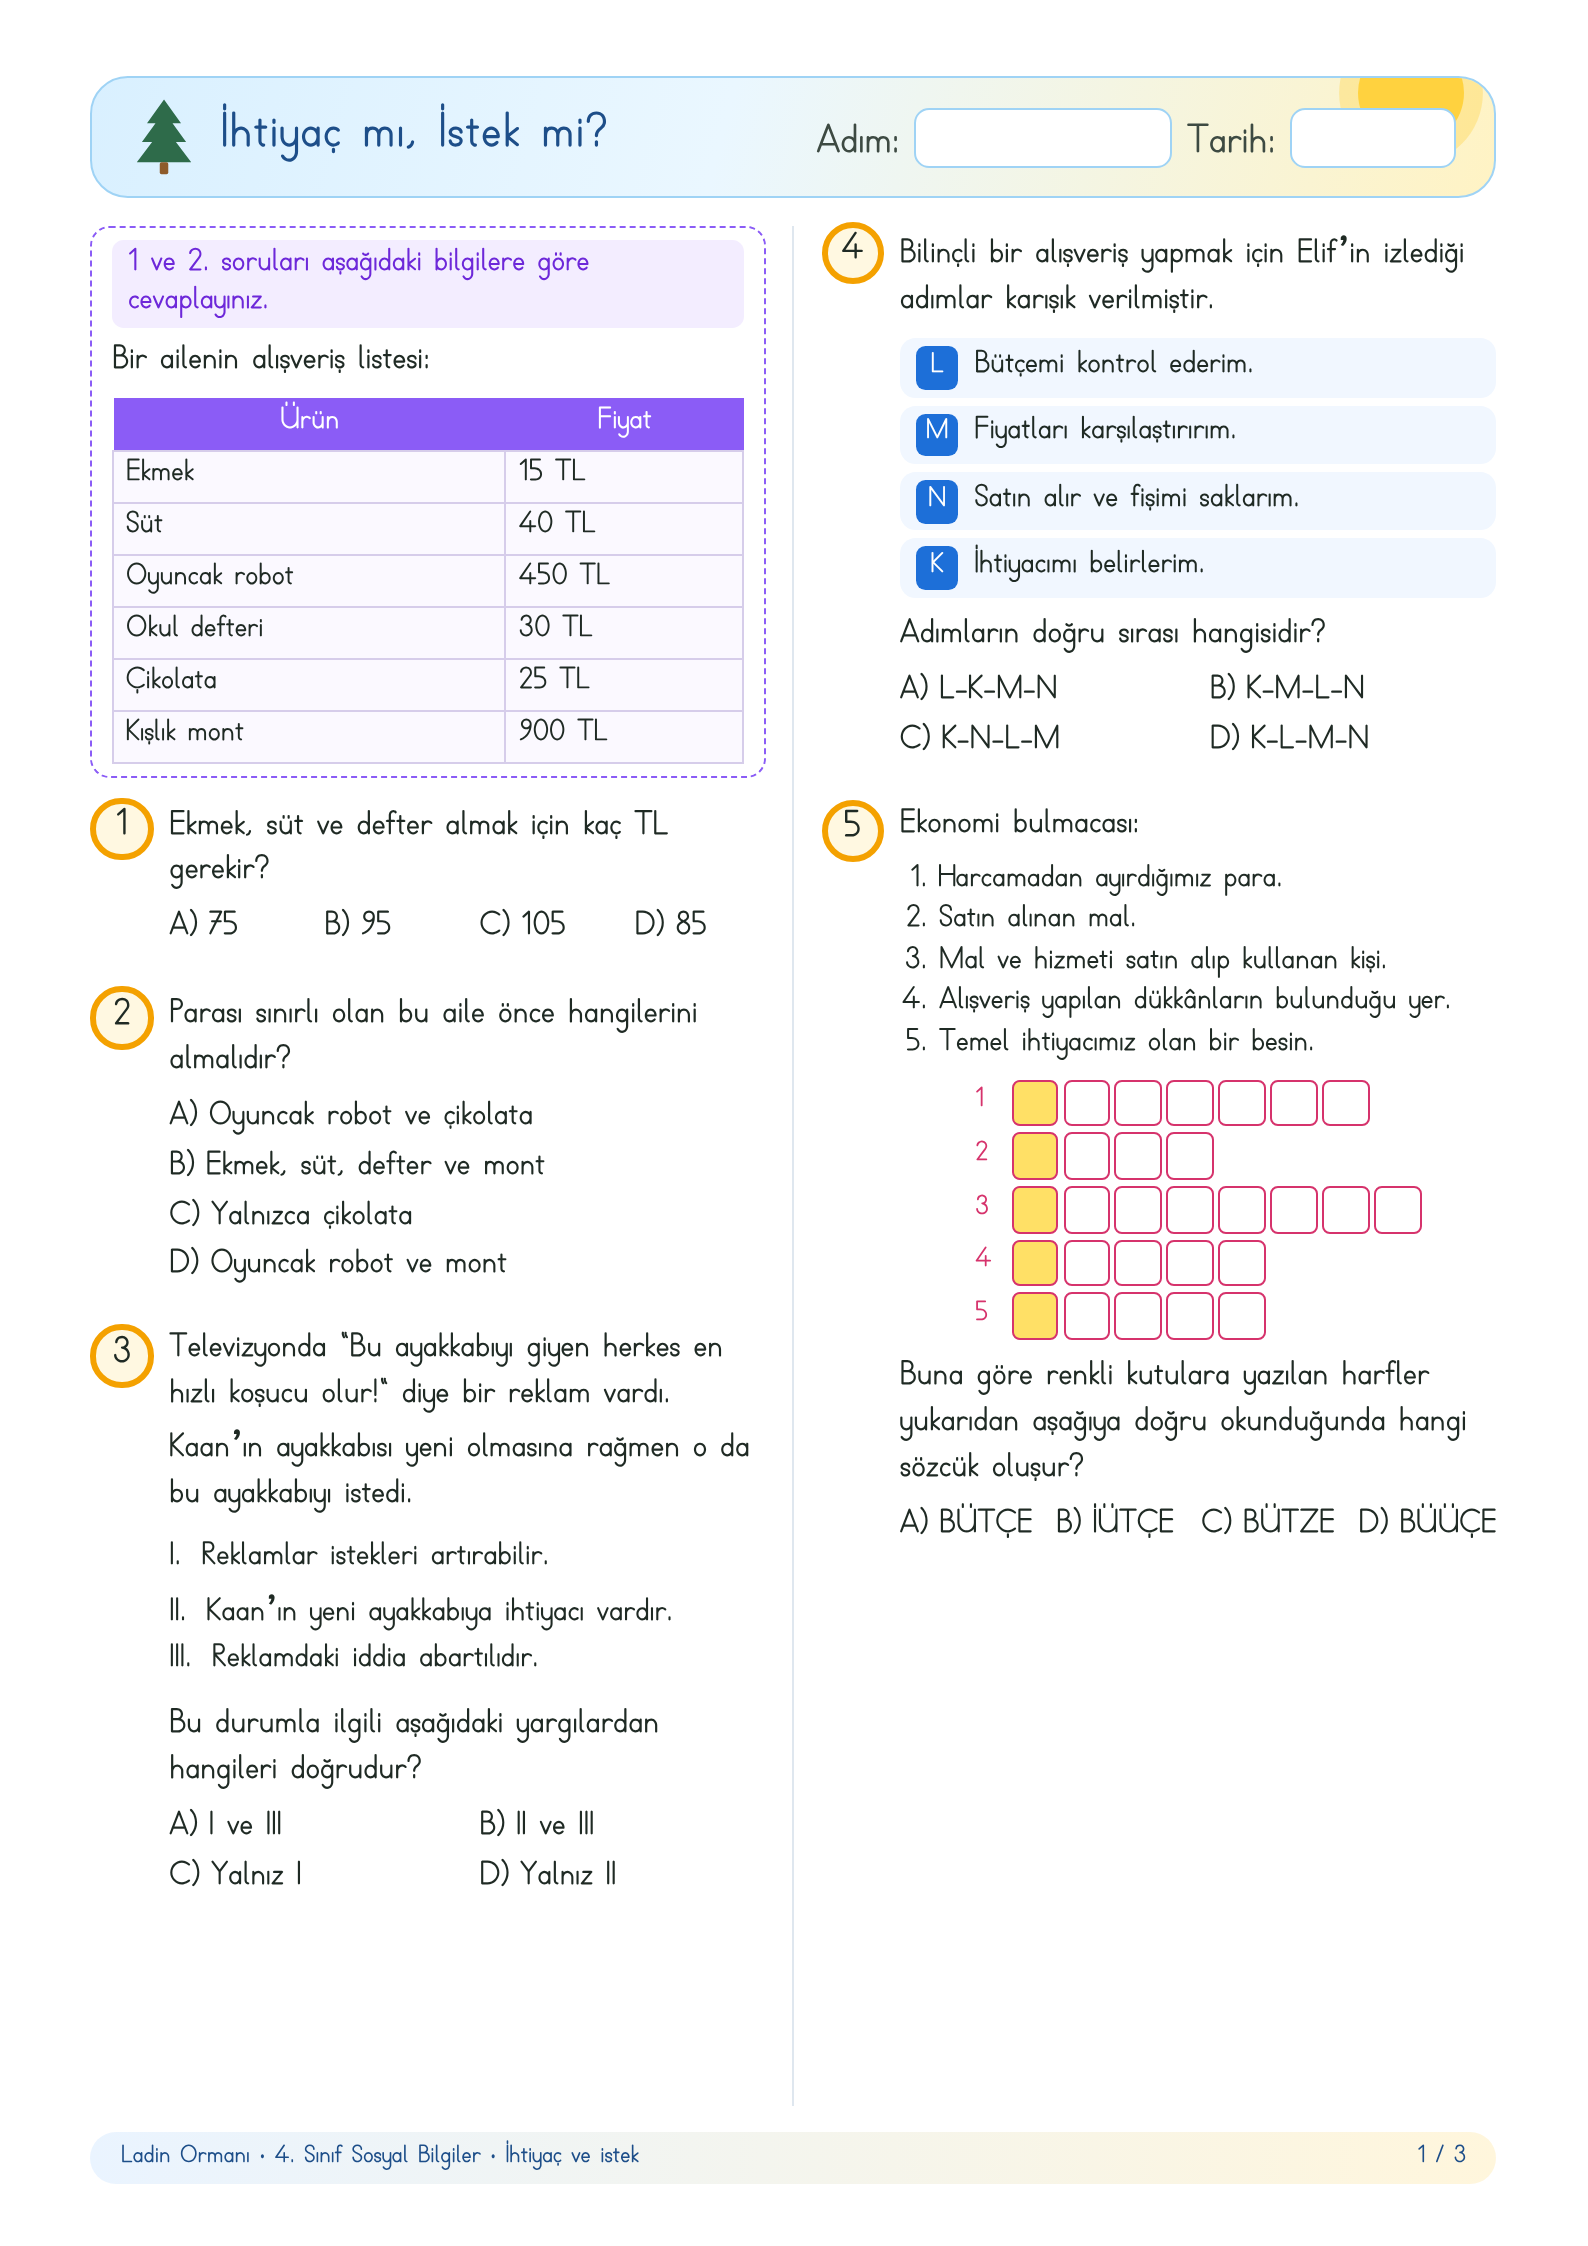 İhtiyaç mı, İstek mi?
Adım:
Tarih:
1 ve 2. soruları aşağıdaki bilgilere göre
cevaplayınız.
Bir ailenin alışveriş listesi:
Ürün Fiyat
Ekmek 15 TL
Süt 40 TL
Oyuncak robot 450 TL
Okul defteri 30 TL
Çikolata 25 TL
Kışlık mont 900 TL
1 Ekmek, süt ve defter almak için kaç TL
gerekir?
A) 75 B) 95 C) 105 D) 85
2 Parası sınırlı olan bu aile önce hangilerini
almalıdır?
A) Oyuncak robot ve çikolata
B) Ekmek, süt, defter ve mont
C) Yalnızca çikolata
D) Oyuncak robot ve mont
3 Televizyonda "Bu ayakkabıyı giyen herkes en
hızlı koşucu olur!" diye bir reklam vardı.
Kaan'ın ayakkabısı yeni olmasına rağmen o da
bu ayakkabıyı istedi.
I. Reklamlar istekleri artırabilir.
II. Kaan'ın yeni ayakkabıya ihtiyacı vardır.
III. Reklamdaki iddia abartılıdır.
Bu durumla ilgili aşağıdaki yargılardan
hangileri doğrudur?
A) I ve III B) II ve III
C) Yalnız I D) Yalnız II
4 Bilinçli bir alışveriş yapmak için Elif'in izlediği
adımlar karışık verilmiştir.
L Bütçemi kontrol ederim.
M Fiyatları karşılaştırırım.
N Satın alır ve fişimi saklarım.
K İhtiyacımı belirlerim.
Adımların doğru sırası hangisidir?
A) L-K-M-N B) K-M-L-N
C) K-N-L-M D) K-L-M-N
5 Ekonomi bulmacası:
1. Harcamadan ayırdığımız para.
2. Satın alınan mal.
3. Mal ve hizmeti satın alıp kullanan kişi.
4. Alışveriş yapılan dükkânların bulunduğu yer.
5. Temel ihtiyacımız olan bir besin.
1
2
3
4
5
Buna göre renkli kutulara yazılan harfler
yukarıdan aşağıya doğru okunduğunda hangi
sözcük oluşur?
A) BÜTÇE B) İÜTÇE C) BÜTZE D) BÜÜÇE
Ladin Ormanı • 4. Sınıf Sosyal Bilgiler • İhtiyaç ve istek
1 / 3